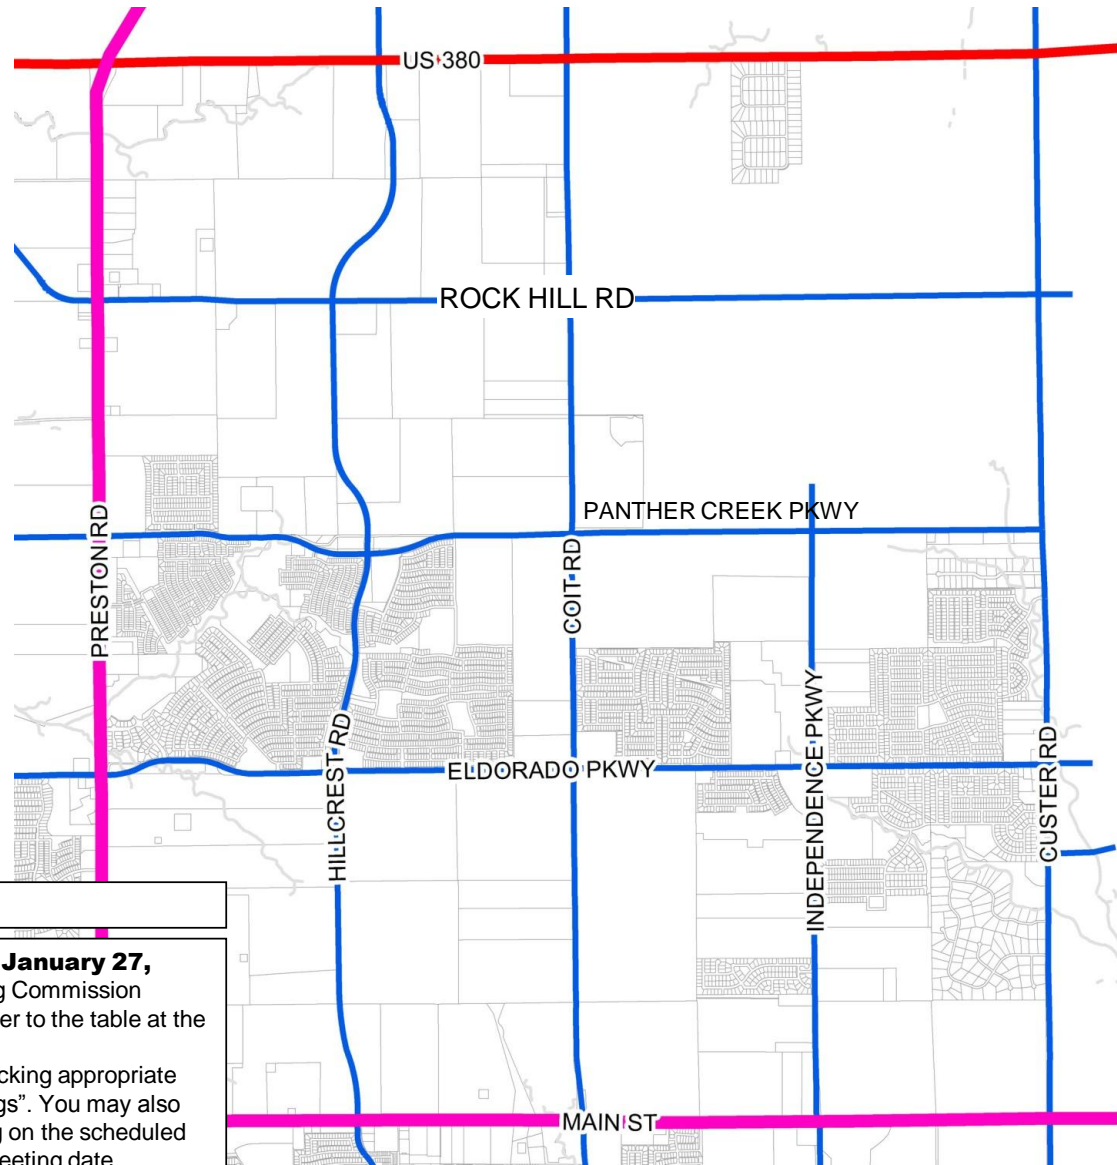 US 380
ROCK HILL RD
PANTHER CREEK PKWY
PRESTON RD
COIT RD
HILLCREST RD
ELDORADO PKWY
INDEPENDENCE PKWY
CUSTER RD
January 27,
g Commission
er to the table at the
cking appropriate
gs”. You may also
g on the scheduled
eeting date
MAIN ST